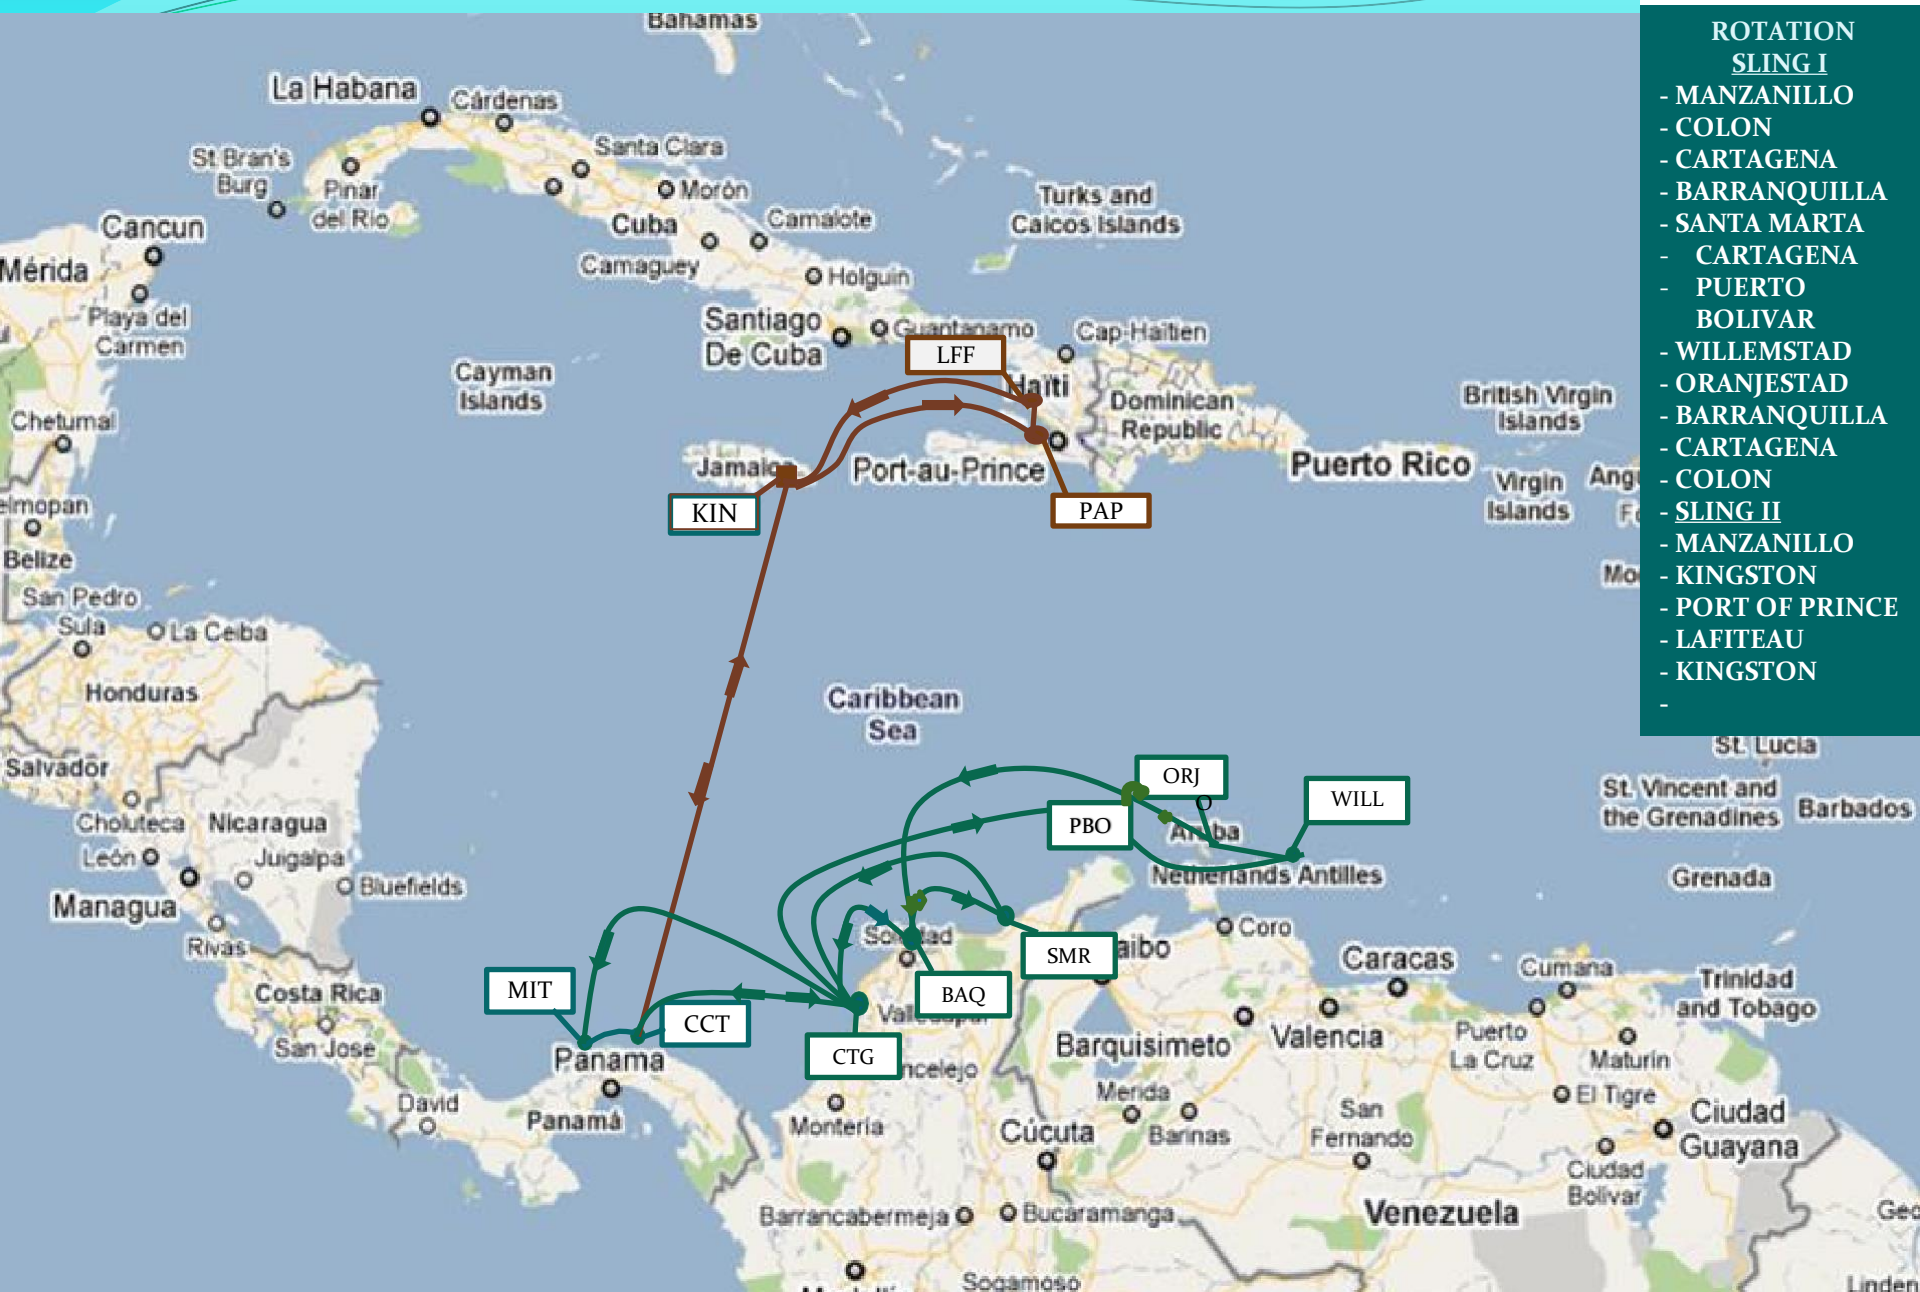 Bahamas
La Habana
Cárdenas
St Bran's
Burg
Pinar
del Rio
Santa Clara
Morón
Cuba
Camalote
Camaguey
Holguin
Turks and
Caicos Islands
Cancun
Mérida
Playa del
Carmen
Chetumal
Cayman
Islands
Santiago
De Cuba
Guantanamo
Cap-Haïtien
LFF
Haïti
Dominican
Republic
British Virgin
Islands
Jamaica
Port-au-Prince
Puerto Rico
Virgin
Islands
KIN
PAP
Belize
San Pedro
Sula
La Ceiba
Honduras
Caribbean
Sea
Salvador
Choluteca
Nicaragua
León
Juigalpa
Bluefields
Managua
Rivas
ORJ
O
WILL
PBO
Aruba
Netherlands Antilles
St. Lucia
St. Vincent and
the Grenadines
Barbados
Grenada
Coro
SMR
BAQ
MIT
CCT
CTG
Costa Rica
San Jose
Panama
David
Panamá
Caracas
Cumana
Trinidad
and Tobago
Valencia
Barquisimeto
Puerto
La Cruz
Maturin
Merida
Barinas
Cúcuta
Montería
San
Fernando
El Tigre
Ciudad
Guayana
Ciudad
Bolivar
Barrancabermeja
Bucaramanga
Venezuela
Sogamoso
Linden
ROTATION
SLING I
- MANZANILLO
- COLON
- CARTAGENA
- BARRANQUILLA
- SANTA MARTA
- CARTAGENA
- PUERTO
BOLIVAR
- WILLEMSTAD
- ORANJESTAD
- BARRANQUILLA
- CARTAGENA
- COLON
- SLING II
- MANZANILLO
- KINGSTON
- PORT OF PRINCE
- LAFITEAU
- KINGSTON
-